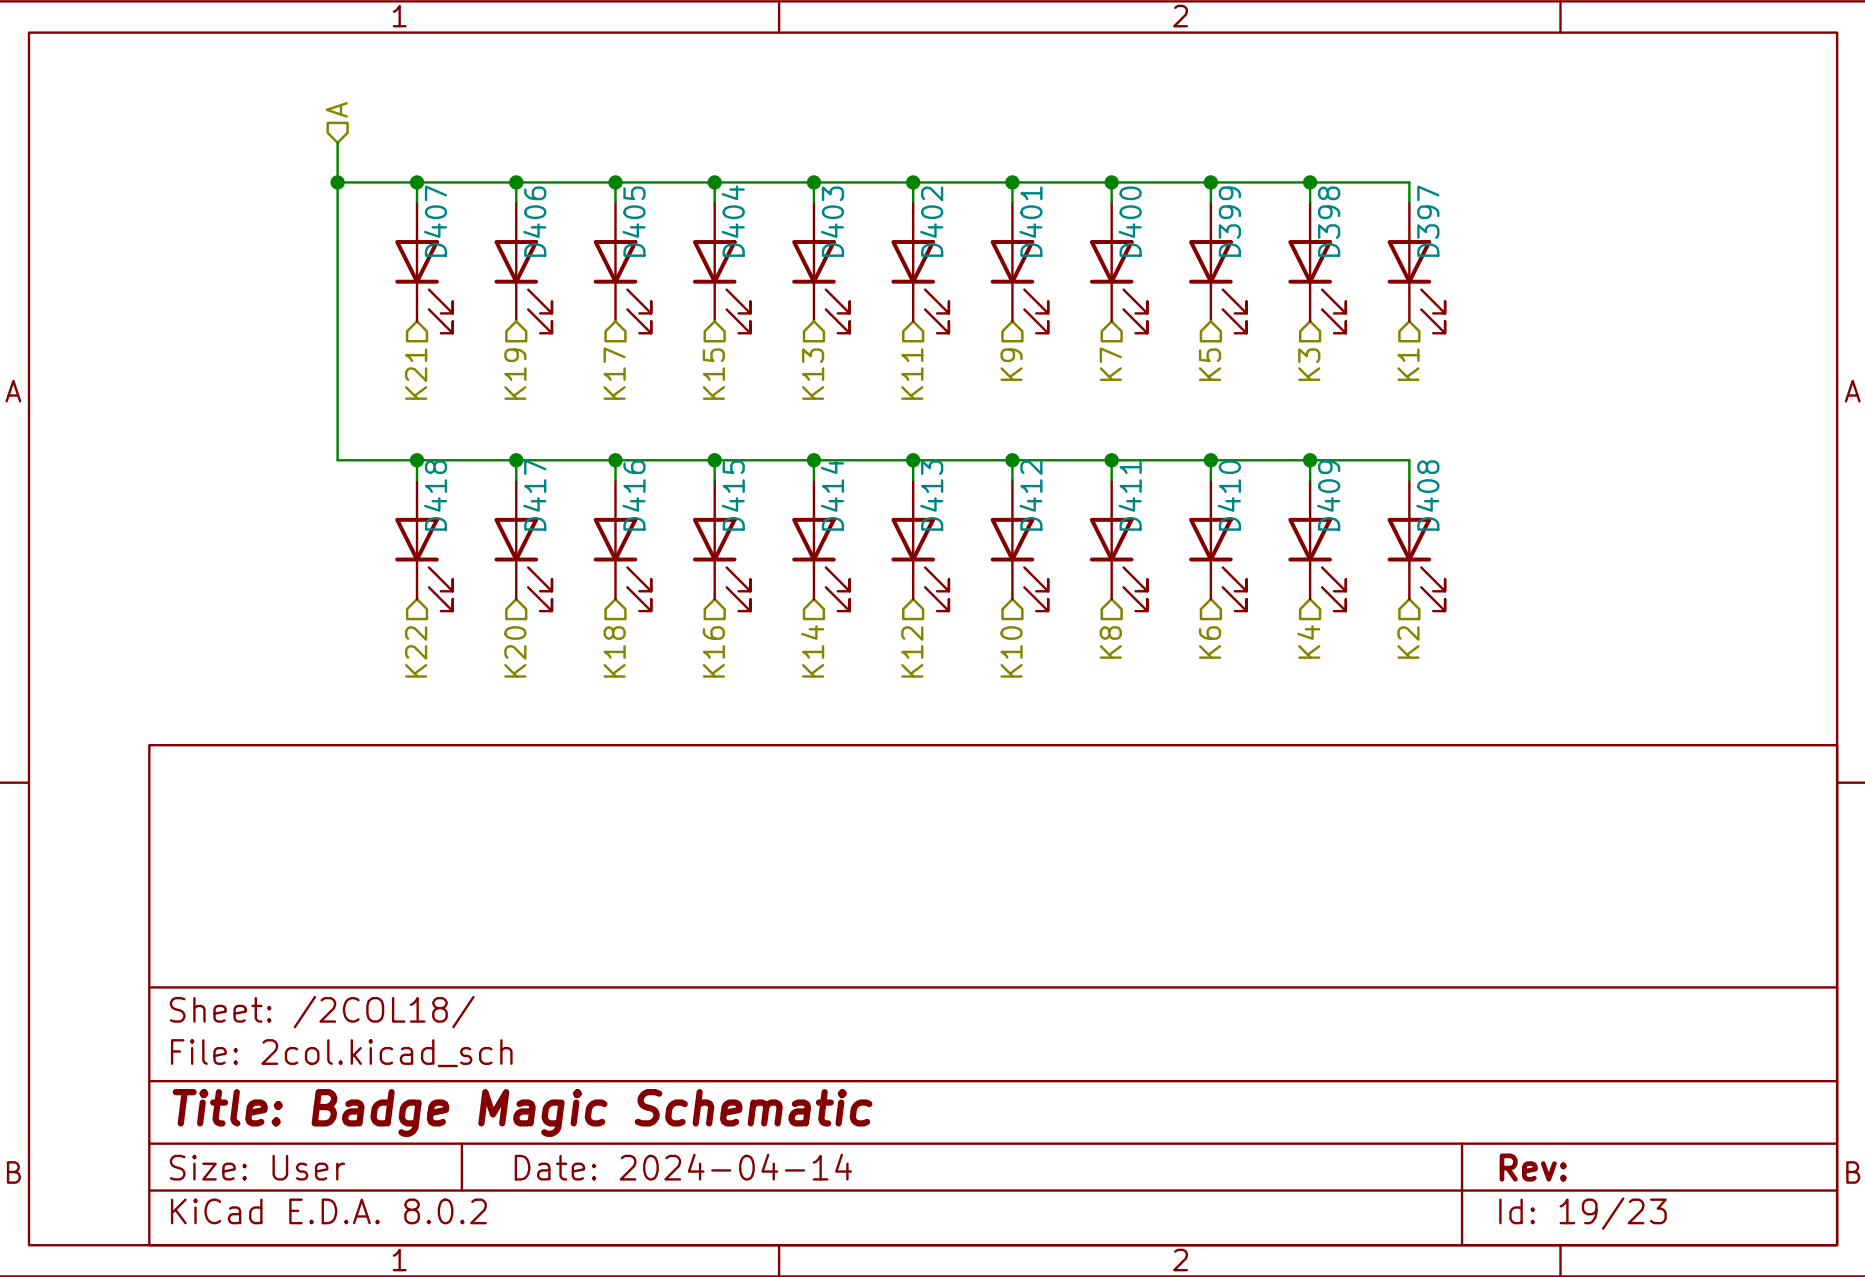 1 2
A
D407 D406 D405 D404 D403 D402 D401 D400 D399 D398 D397
K21 K19 K17 K15 K13 K11 K9 K7 K5 K3 K1
A A
D418 D417 D416 D415 D414 D413 D412 D411 D410 D409 D408
K22 K20 K18 K16 K14 K12 K10 K8 K6 K4 K2
Sheet: /2COL18/
File: 2col.kicad_sch
Title: Badge Magic Schematic
B B
Size: User Date: 2024-04-14 Rev:
KiCad E.D.A. 8.0.2 Id: 19/23
1 2